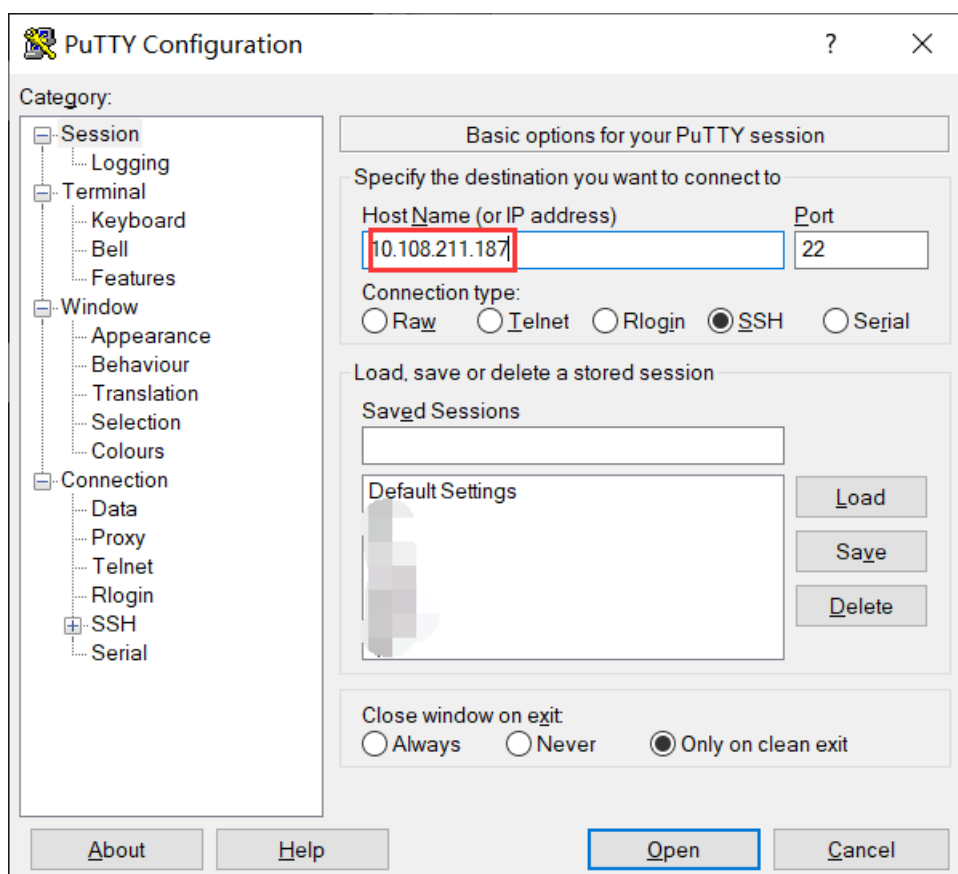 PuTTY Configuration
?
Category:
Session
Logging
Terminal
Keyboard
Bell
Features
Window
Appearance
Behaviour
Translation
Selection
Colours
Connection
Data
Proxy
Telnet
Rlogin
SSH
Serial
Basic options for your PuTTY session
Specify the destination you want to connect to
Host Name (or IP address) Port
10.108.211.187 22
Connection type:
Raw Telnet Rlogin SSH Serial
Load, save or delete a stored session
Saved Sessions
Default Settings
Load
Save
Delete
Close window on exit:
Always Never Only on clean exit
About Help Open Cancel